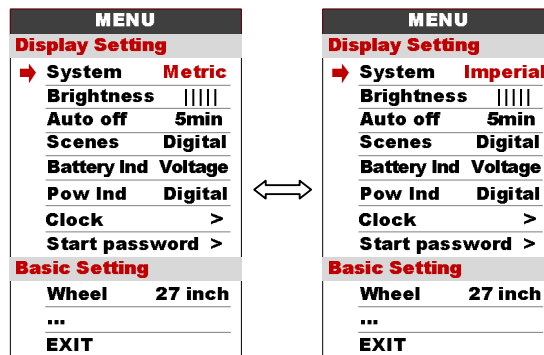 MENU
Display Setting
System Metric
Brightness |||||
Auto off 5min
Scenes Digital
Battery Ind Voltage
Pow Ind Digital
Clock >
Start password >
Basic Setting
Wheel 27 inch
...
EXIT
MENU
Display Setting
System Imperial
Brightness |||||
Auto off 5min
Scenes Digital
Battery Ind Voltage
Pow Ind Digital
Clock >
Start password >
Basic Setting
Wheel 27 inch
...
EXIT